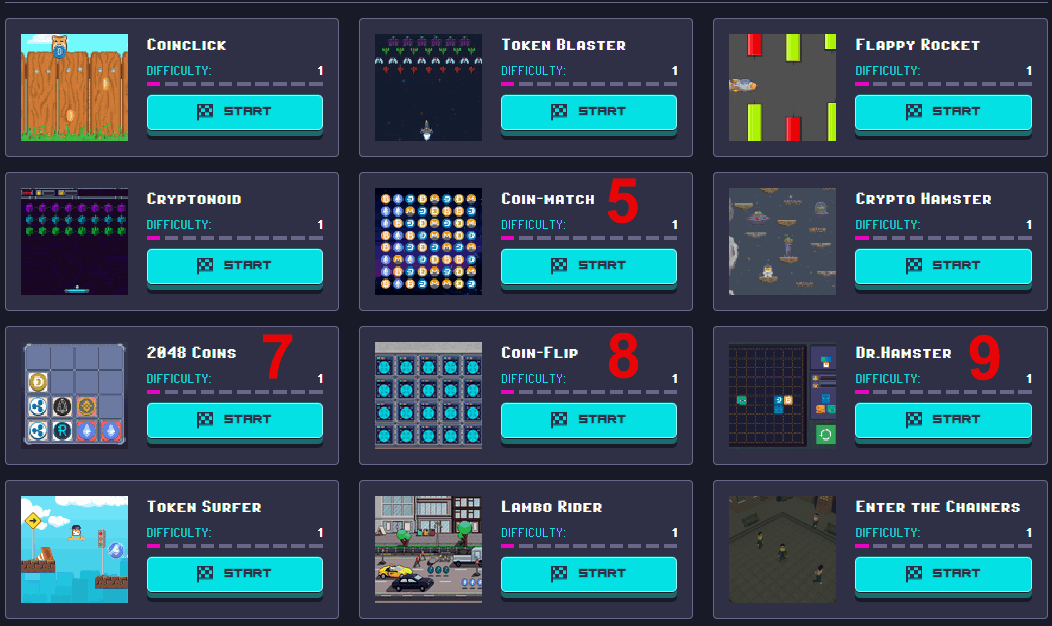 Coinclick
Difficulty: 1
START
Token Blaster
Difficulty: 1
START
Flappy Rocket
Difficulty: 1
START
Cryptonoid
Difficulty: 1
START
Coin-match 5
Difficulty: 1
START
Crypto Hamster
Difficulty: 1
START
2048 Coins 7
Difficulty: 1
START
Coin-Flip 8
Difficulty: 1
START
Dr.Hamster 9
Difficulty: 1
START
Token Surfer
Difficulty: 1
START
Lambo Rider
Difficulty: 1
START
Enter the Chainers
Difficulty: 1
START